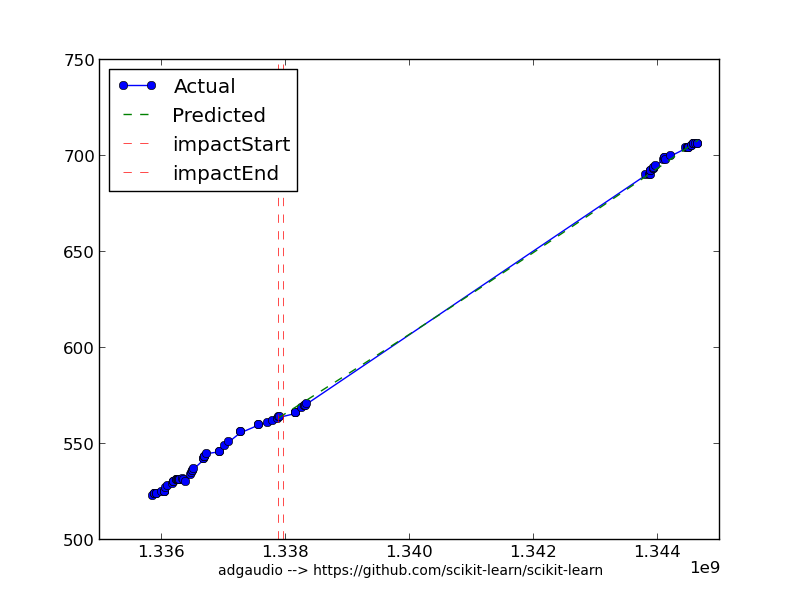 750
700
650
600
550
500
Actual
Predicted
impactStart
impactEnd
1.336 1.338 1.340 1.342 1.344
1e9
adgaudio --> https://github.com/scikit-learn/scikit-learn